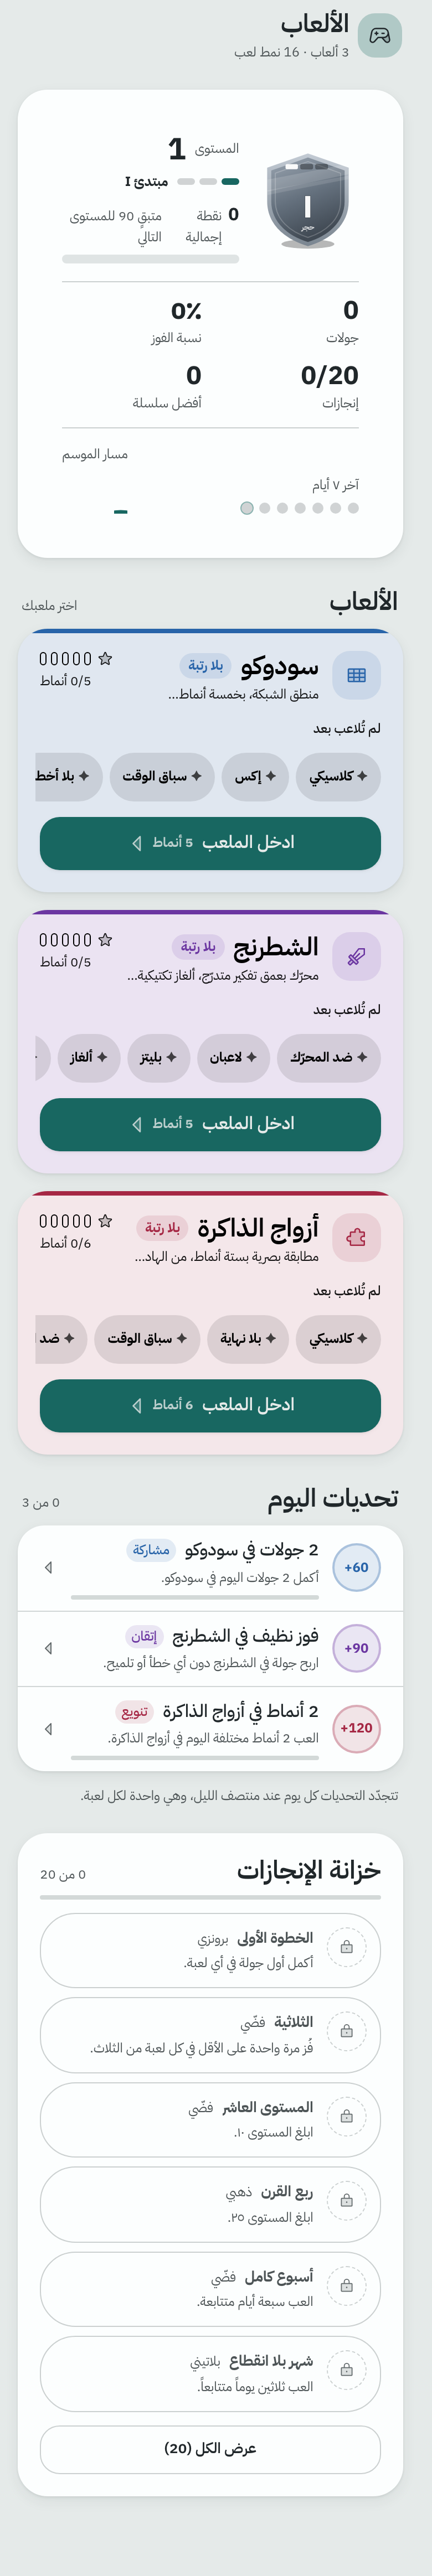 الألعاب
3 ألعاب · 16 نمط لعب
المستوى 1
مبتدئ I
0 نقطة إجمالية
متبقٍ 90 للمستوى التالي
I
حجر
0
جولات
0٪
نسبة الفوز
0/20
إنجازات
0
أفضل سلسلة
مسار الموسم
آخر ٧ أيام
الألعاب
اختر ملعبك
سودوكو بلا رتبة
منطق الشبكة، بخمسة أنماط...
0/5 أنماط
لم تُلاعب بعد
كلاسيكي
إكس
سباق الوقت
بلا أخط
ادخل الملعب 5 أنماط
الشطرنج بلا رتبة
محرّك بعمق تفكير متدرّج، ألغاز تكتيكية...
0/5 أنماط
لم تُلاعب بعد
ضد المحرّك
لاعبان
بليتز
ألغاز
ادخل الملعب 5 أنماط
أزواج الذاكرة بلا رتبة
مطابقة بصرية بستة أنماط، من الهاد...
0/6 أنماط
لم تُلاعب بعد
كلاسيكي
بلا نهاية
سباق الوقت
ضد
ادخل الملعب 6 أنماط
تحديات اليوم
0 من 3
+60
2 جولات في سودوكو مشاركة
أكمل 2 جولات اليوم في سودوكو.
+90
فوز نظيف في الشطرنج إتقان
اربح جولة في الشطرنج دون أي خطأ أو تلميح.
+120
2 أنماط في أزواج الذاكرة تنويع
العب 2 أنماط مختلفة اليوم في أزواج الذاكرة.
تتجدّد التحديات كل يوم عند منتصف الليل، وهي واحدة لكل لعبة.
خزانة الإنجازات
0 من 20
الخطوة الأولى برونزي
أكمل أول جولة في أي لعبة.
الثلاثية فضّي
فُز مرة واحدة على الأقل في كل لعبة من الثلاث.
المستوى العاشر فضّي
ابلغ المستوى ١٠.
ربع القرن ذهبي
ابلغ المستوى ٢٥.
أسبوع كامل فضّي
العب سبعة أيام متتابعة.
شهر بلا انقطاع بلاتيني
العب ثلاثين يوماً متتابعاً.
عرض الكل (20)